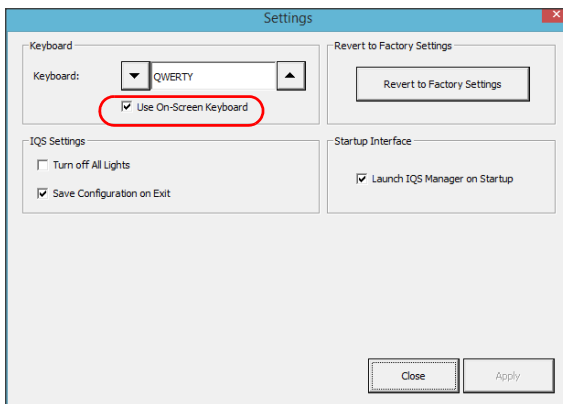 Settings
Keyboard
Keyboard:
QWERTY
Use On-Screen Keyboard
Revert to Factory Settings
Revert to Factory Settings
IQS Settings
Turn off All Lights
Save Configuration on Exit
Startup Interface
Launch IQS Manager on Startup
Close
Apply